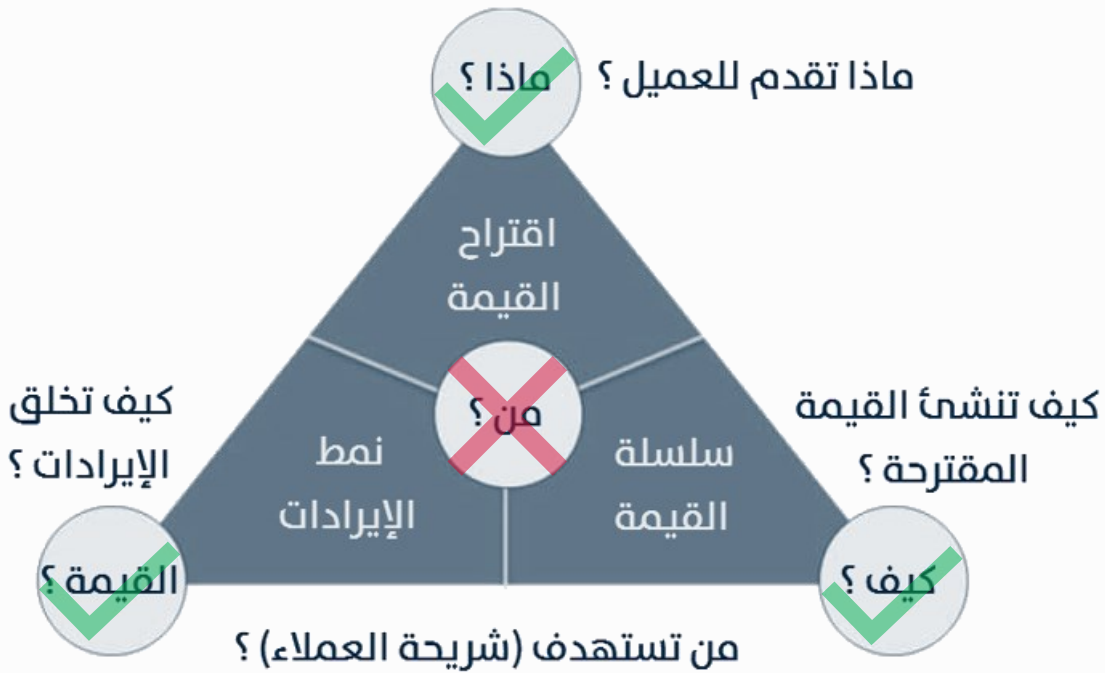 ماذا ؟
ماذا تقدم للعميل ؟
اقتراح
القيمة
من ؟
كيف تخلق
الإيرادات ؟
نمط
الإيرادات
سلسلة
القيمة
كيف تنشئ القيمة
المقترحة ؟
القيمة ؟
كيف ؟
من تستهدف (شريحة العملاء) ؟